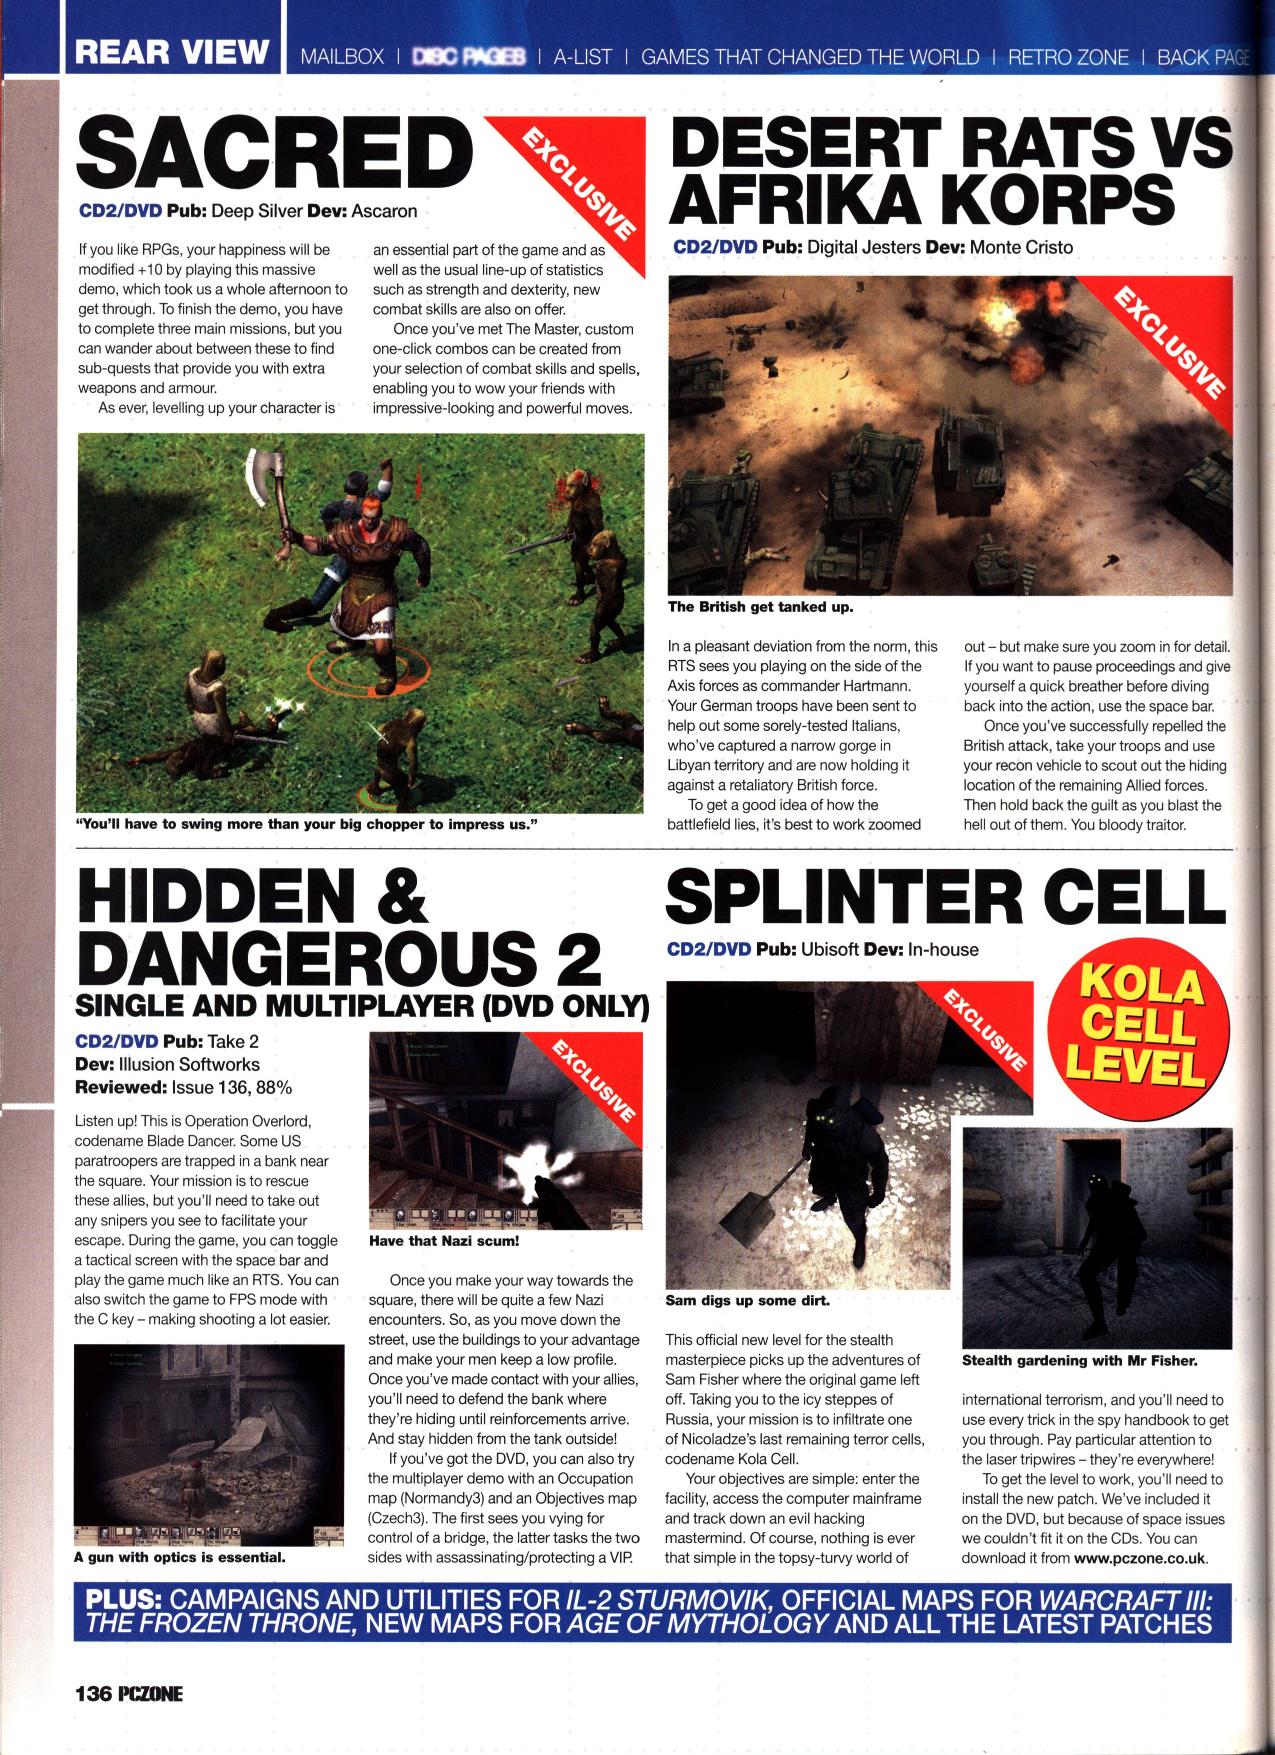 REAR VIEW
MAILBOX | DISC PAGES | A-LIST | GAMES THAT CHANGED THE WORLD | RETRO ZONE | BACK PAGE
SACRED
EXCLUSIVE
CD2/DVD Pub: Deep Silver Dev: Ascaron
If you like RPGs, your happiness will be
modified +10 by playing this massive
demo, which took us a whole afternoon to
get through. To finish the demo, you have
to complete three main missions, but you
can wander about between these to find
sub-quests that provide you with extra
weapons and armour.
As ever, levelling up your character is
an essential part of the game and as
well as the usual line-up of statistics
such as strength and dexterity, new
combat skills are also on offer.
Once you've met The Master, custom
one-click combos can be created from
your selection of combat skills and spells,
enabling you to wow your friends with
impressive-looking and powerful moves.
"You'll have to swing more than your big chopper to impress us."
DESERT RATS VS
AFRIKA KORPS
CD2/DVD Pub: Digital Jesters Dev: Monte Cristo
EXCLUSIVE
The British get tanked up.
In a pleasant deviation from the norm, this
RTS sees you playing on the side of the
Axis forces as commander Hartmann.
Your German troops have been sent to
help out some sorely-tested Italians,
who've captured a narrow gorge in
Libyan territory and are now holding it
against a retaliatory British force.
To get a good idea of how the
battlefield lies, it's best to work zoomed
out – but make sure you zoom in for detail.
If you want to pause proceedings and give
yourself a quick breather before diving
back into the action, use the space bar.
Once you've successfully repelled the
British attack, take your troops and use
your recon vehicle to scout out the hiding
location of the remaining Allied forces.
Then hold back the guilt as you blast the
hell out of them. You bloody traitor.
HIDDEN &
DANGEROUS 2
SINGLE AND MULTIPLAYER (DVD ONLY)
CD2/DVD Pub: Take 2
Dev: Illusion Softworks
Reviewed: Issue 136, 88%
Listen up! This is Operation Overlord,
codename Blade Dancer. Some US
paratroopers are trapped in a bank near
the square. Your mission is to rescue
these allies, but you'll need to take out
any snipers you see to facilitate your
escape. During the game, you can toggle
a tactical screen with the space bar and
play the game much like an RTS. You can
also switch the game to FPS mode with
the C key – making shooting a lot easier.
A gun with optics is essential.
EXCLUSIVE
Have that Nazi scum!
Once you make your way towards the
square, there will be quite a few Nazi
encounters. So, as you move down the
street, use the buildings to your advantage
and make your men keep a low profile.
Once you've made contact with your allies,
you'll need to defend the bank where
they're hiding until reinforcements arrive.
And stay hidden from the tank outside!
If you've got the DVD, you can also try
the multiplayer demo with an Occupation
map (Normandy3) and an Objectives map
(Czech3). The first sees you vying for
control of a bridge, the latter tasks the two
sides with assassinating/protecting a VIP.
SPLINTER CELL
CD2/DVD Pub: Ubisoft Dev: In-house
EXCLUSIVE
KOLA
CELL
LEVEL
Sam digs up some dirt.
Stealth gardening with Mr Fisher.
This official new level for the stealth
masterpiece picks up the adventures of
Sam Fisher where the original game left
off. Taking you to the icy steppes of
Russia, your mission is to infiltrate one
of Nicoladze's last remaining terror cells,
codename Kola Cell.
Your objectives are simple: enter the
facility, access the computer mainframe
and track down an evil hacking
mastermind. Of course, nothing is ever
that simple in the topsy-turvy world of
international terrorism, and you'll need to
use every trick in the spy handbook to get
you through. Pay particular attention to
the laser tripwires – they're everywhere!
To get the level to work, you'll need to
install the new patch. We've included it
on the DVD, but because of space issues
we couldn't fit it on the CDs. You can
download it from www.pczone.co.uk.
PLUS: CAMPAIGNS AND UTILITIES FOR IL-2 STURMOVIK, OFFICIAL MAPS FOR WARCRAFT III:
THE FROZEN THRONE, NEW MAPS FOR AGE OF MYTHOLOGY AND ALL THE LATEST PATCHES
136 PCZONE